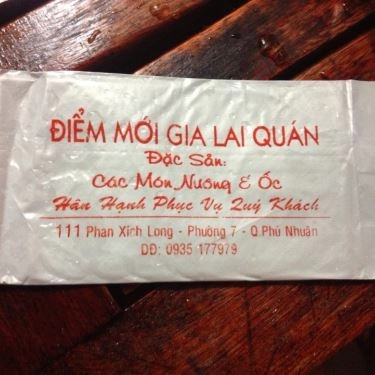 ĐIỂM MỚI GIA LAI QUÁN
Đặc Sản:
Các Món Nướng & Ốc
Hân Hạnh Phục Vụ Quý Khách
111 Phan Xích Long - Phường 7 - Q.Phú Nhuận
DĐ: 0935 177979